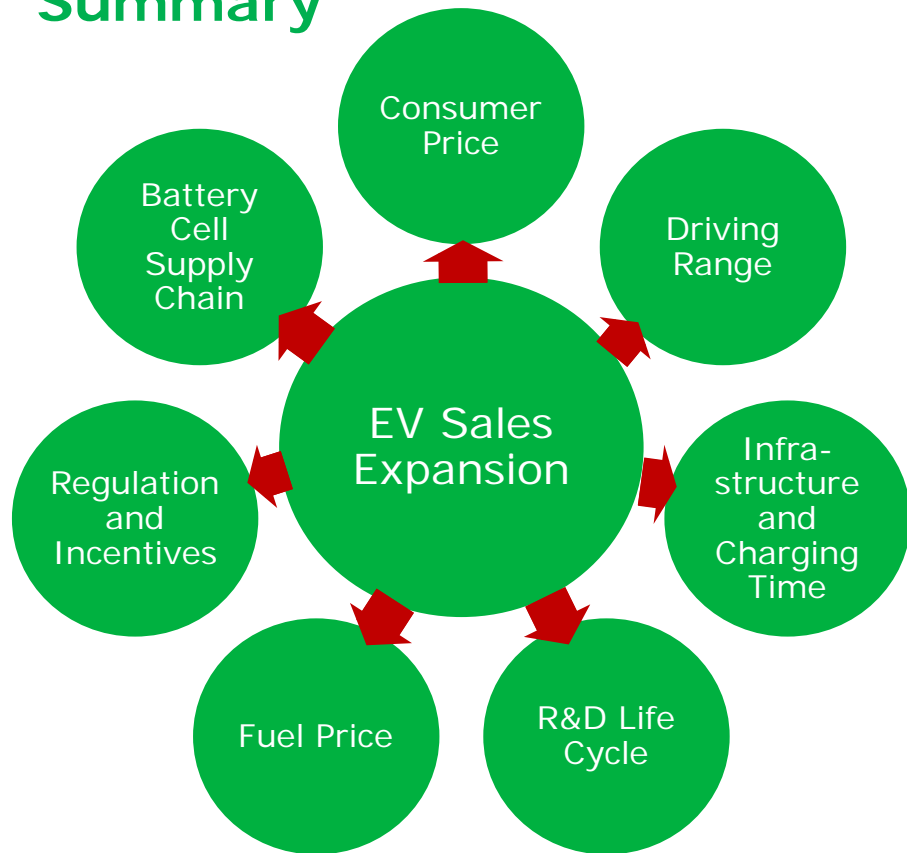 Summary
Consumer
Price
Driving
Range
Infra-
structure
and
Charging
Time
R&D Life
Cycle
Fuel Price
Regulation
and
Incentives
Battery
Cell
Supply
Chain
EV Sales
Expansion